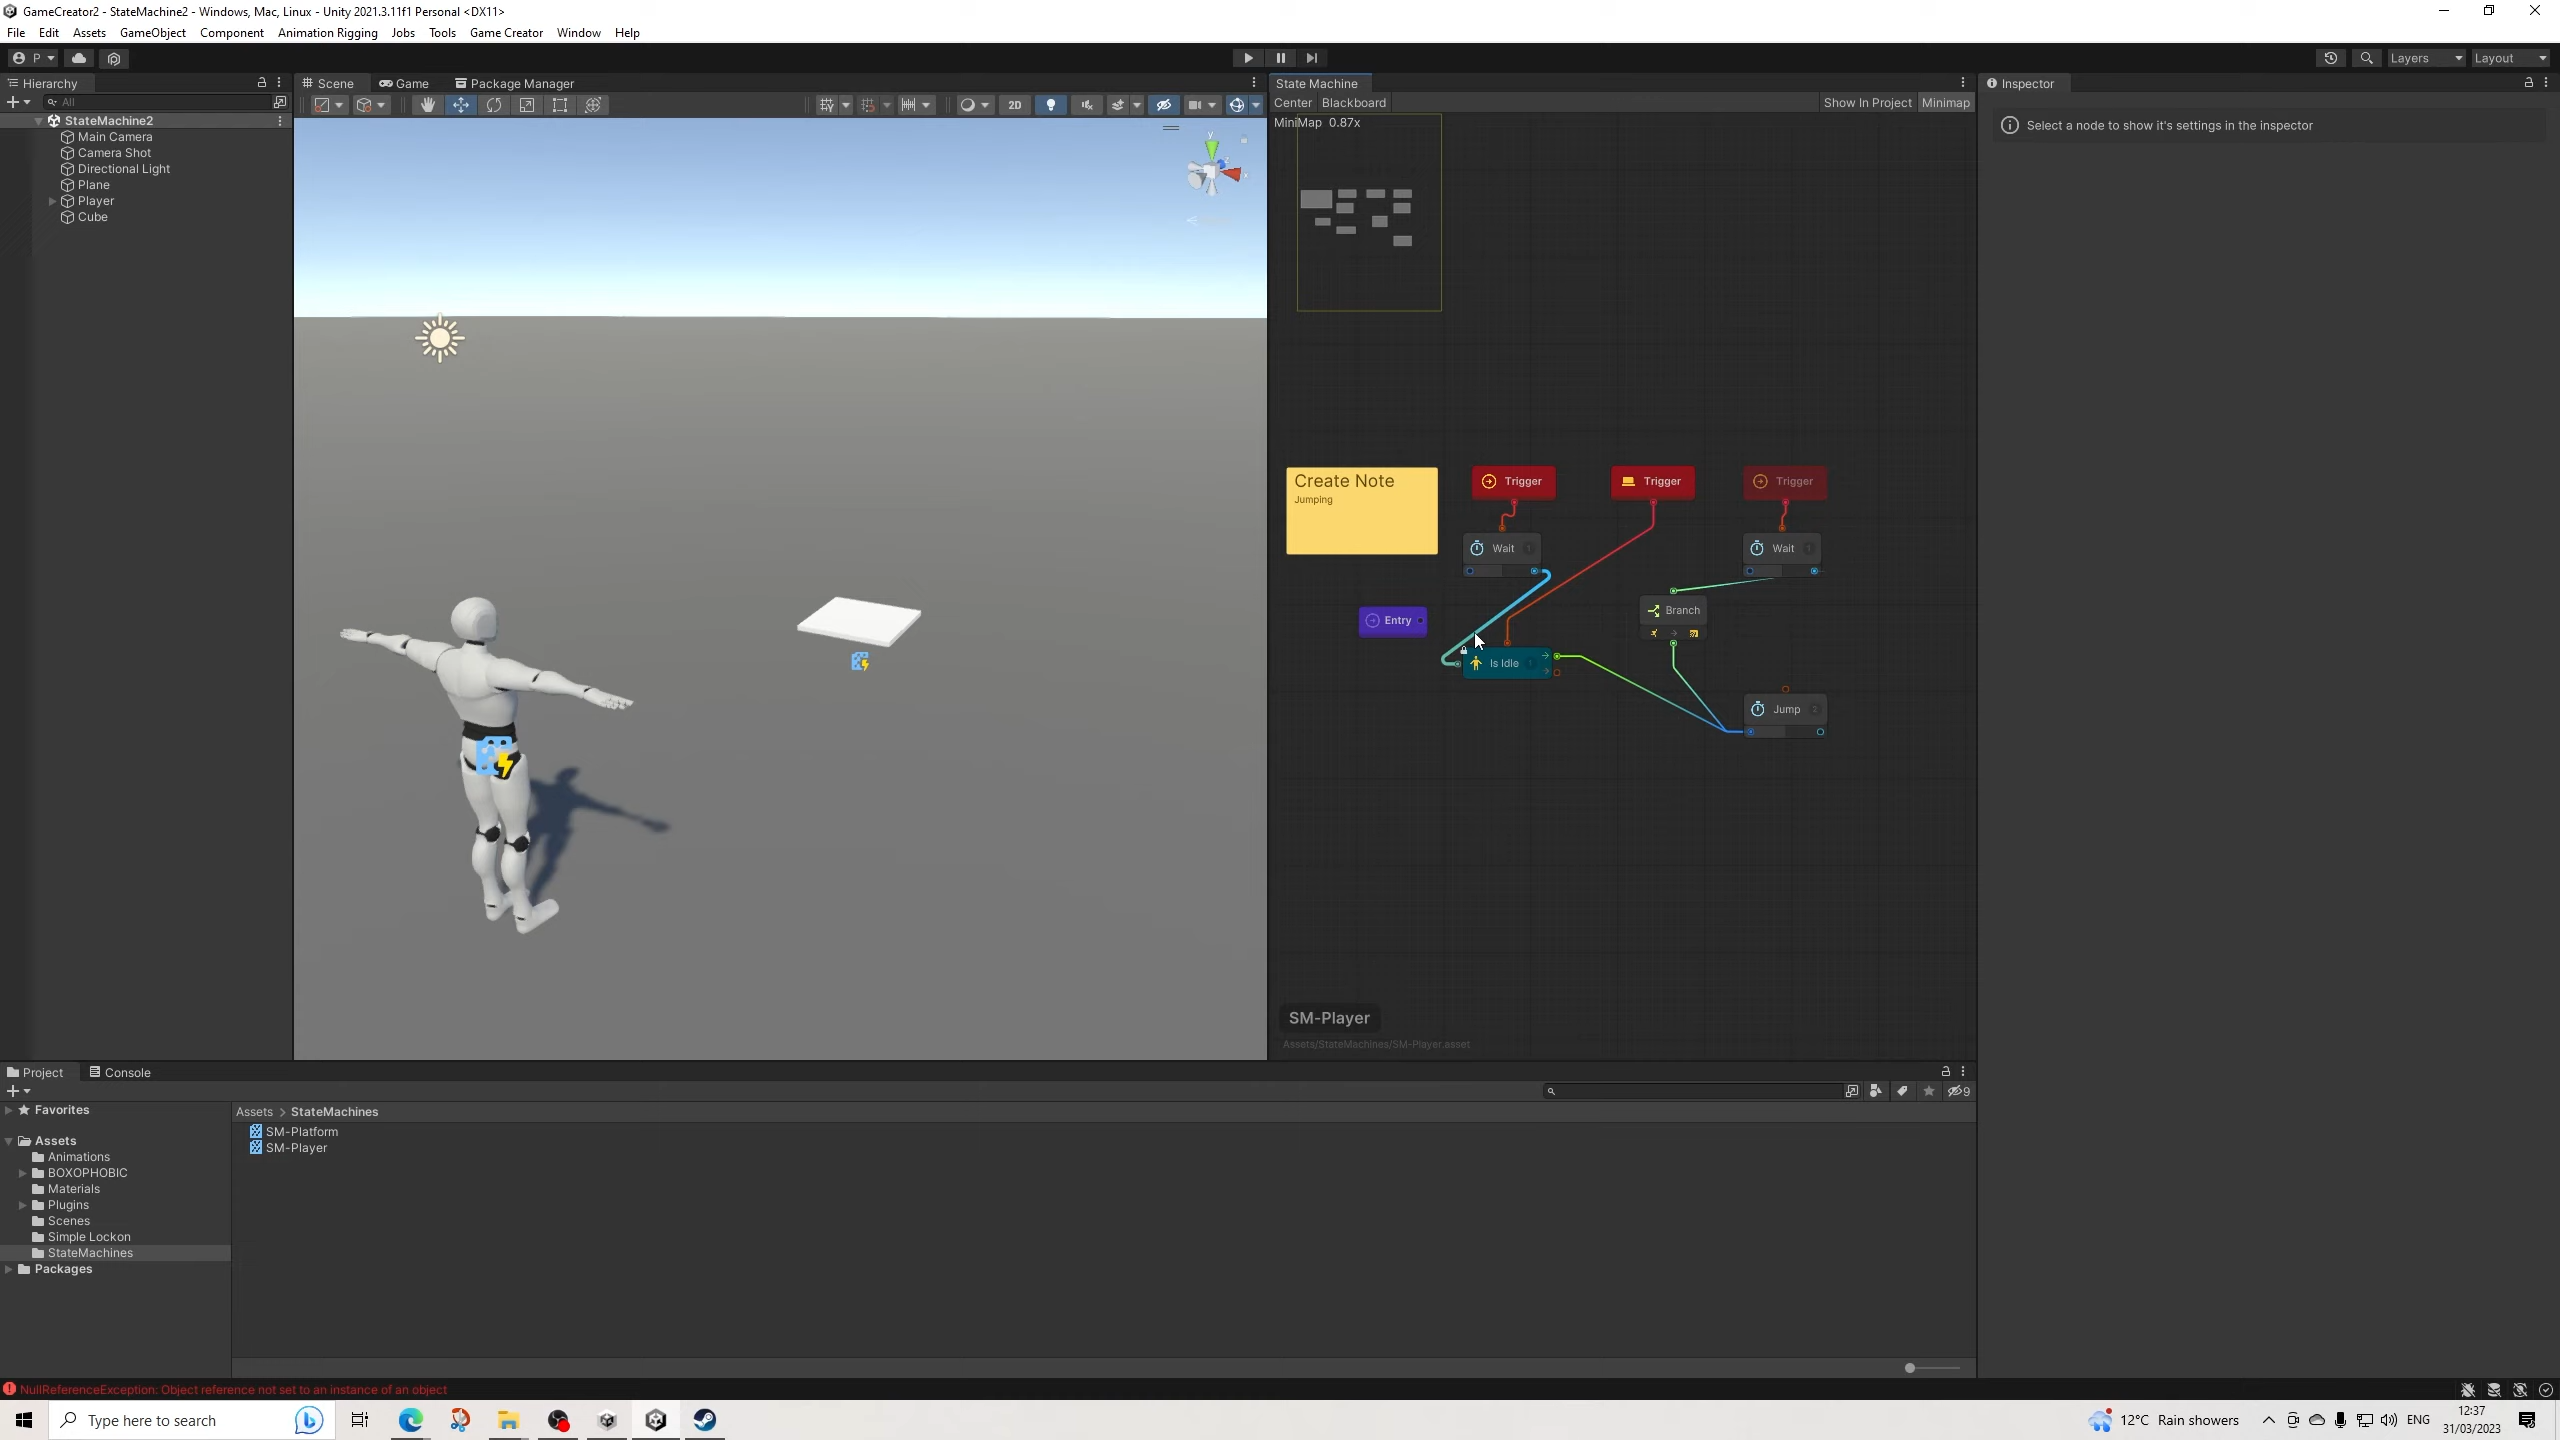 GameCreator2 - StateMachine2 - Windows, Mac, Linux - Unity 2021.3.11f1 Personal <DX11>
File Edit Assets GameObject Component Animation Rigging Jobs Tools Game Creator Window Help
P Layers Layout
Hierarchy Scene Game Package Manager State Machine Inspector
All 2D Center Blackboard Show In Project Minimap
StateMachine2
Main Camera
Camera Shot
Directional Light
Plane
Player
Cube
y
MiniMap 0.87x
Select a node to show it's settings in the inspector
Create Note
Jumping
Trigger Trigger Trigger
Wait Wait
Entry
Branch
Is Idle
Jump
SM-Player
Assets/StateMachines/SM-Player.asset
Project Console
9
Favorites
Assets
Animations
BOXOPHOBIC
Materials
Plugins
Scenes
Simple Lockon
StateMachines
Packages
Assets > StateMachines
SM-Platform
SM-Player
NullReferenceException: Object reference not set to an instance of an object
Type here to search
12°C Rain showers ENG
12:37
31/03/2023